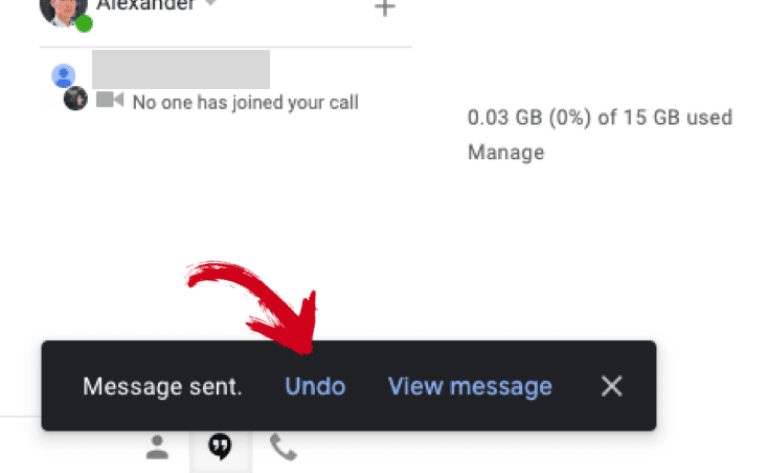 Alexander
No one has joined your call
0.03 GB (0%) of 15 GB used
Manage
Message sent. Undo View message